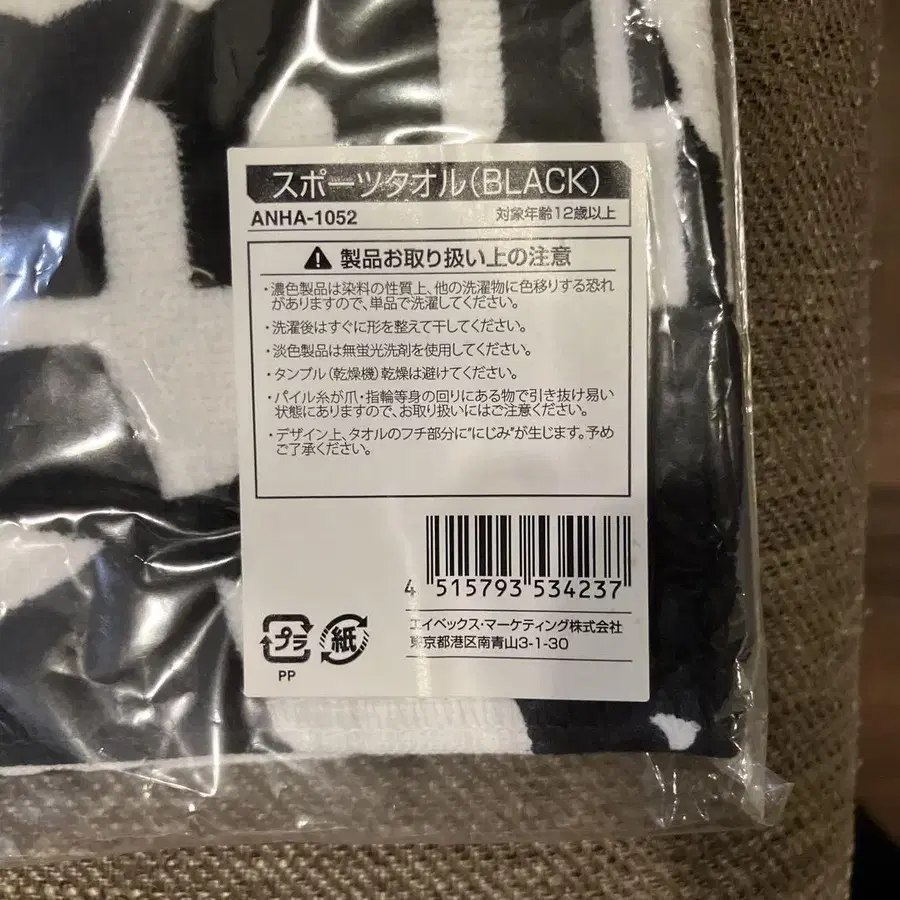 スポーツタオル(BLACK)
ANHA-1052
対象年齢12歳以上
製品お取り扱い上の注意
・濃色製品は染料の性質上、他の洗濯物に色移りする恐れ
がありますので、単品で洗濯してください。
・洗濯後はすぐに形を整えて干してください。
・淡色製品は無蛍光洗剤を使用してください。
・タンブル(乾燥機)乾燥は避けてください。
・パイル糸が爪・指輪等身の回りにある物で引き抜け易い
状態にありますので、お取り扱いにはご注意ください。
・デザイン上、タオルのフチ部分に"にじみ"が生じます。予め
ご了承ください。
4 515793 534237
プラ
紙
PP
エイベックス・マーケティング株式会社
東京都港区南青山3-1-30